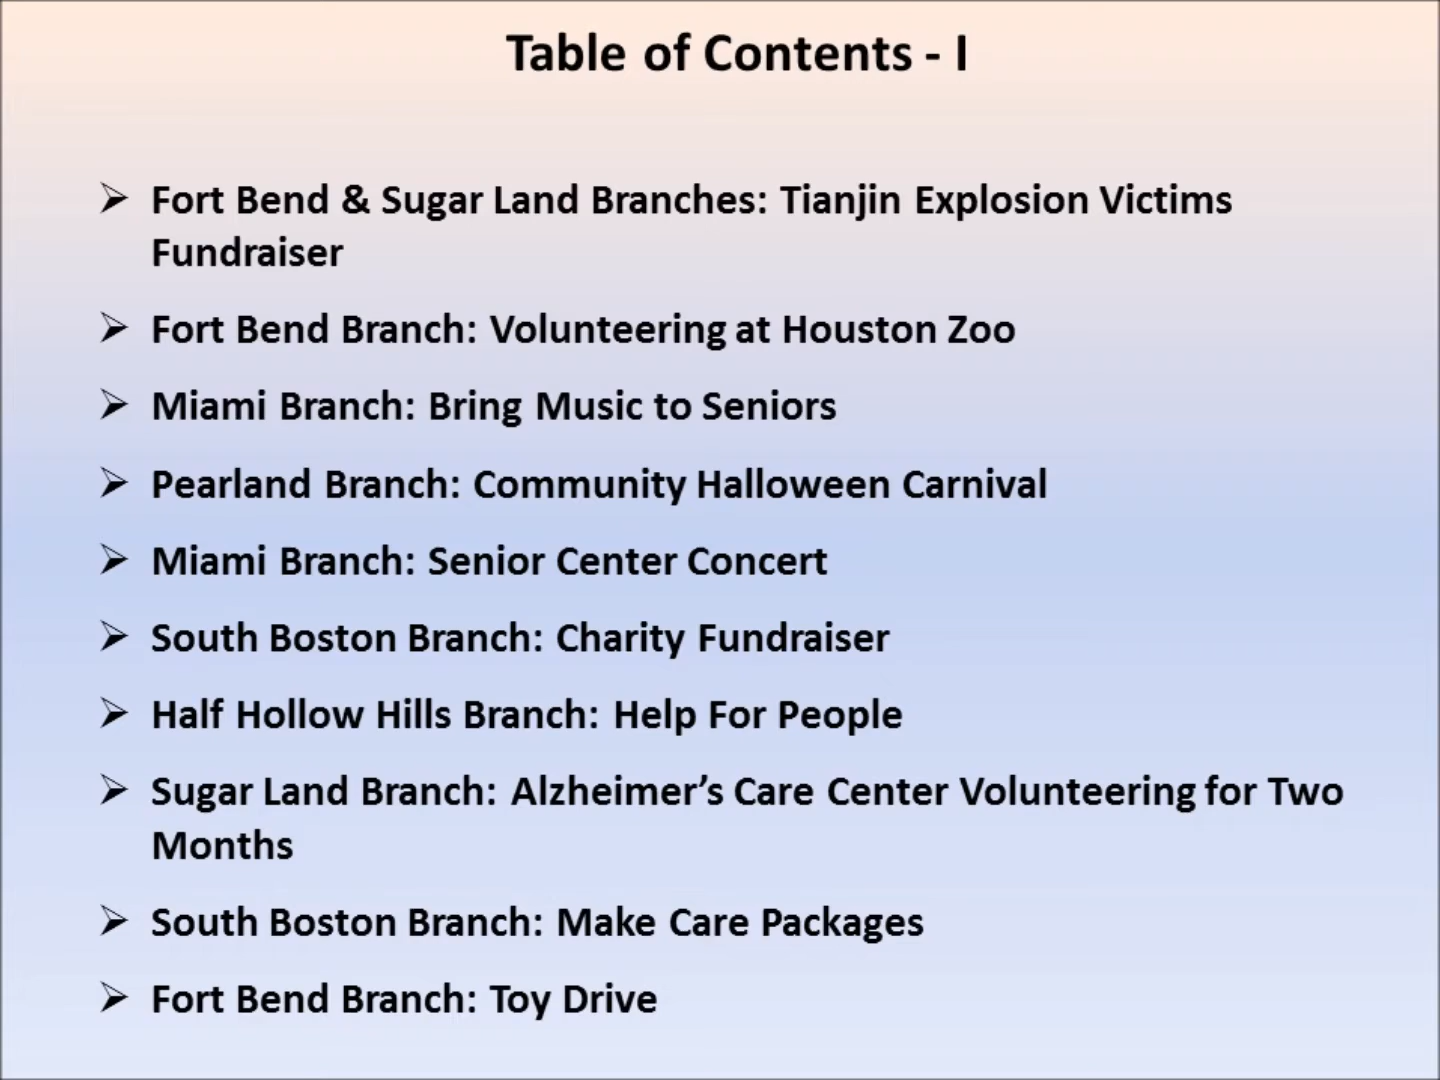 Table of Contents - I
➢ Fort Bend & Sugar Land Branches: Tianjin Explosion Victims
Fundraiser
➢ Fort Bend Branch: Volunteering at Houston Zoo
➢ Miami Branch: Bring Music to Seniors
➢ Pearland Branch: Community Halloween Carnival
➢ Miami Branch: Senior Center Concert
➢ South Boston Branch: Charity Fundraiser
➢ Half Hollow Hills Branch: Help For People
➢ Sugar Land Branch: Alzheimer’s Care Center Volunteering for Two
Months
➢ South Boston Branch: Make Care Packages
➢ Fort Bend Branch: Toy Drive